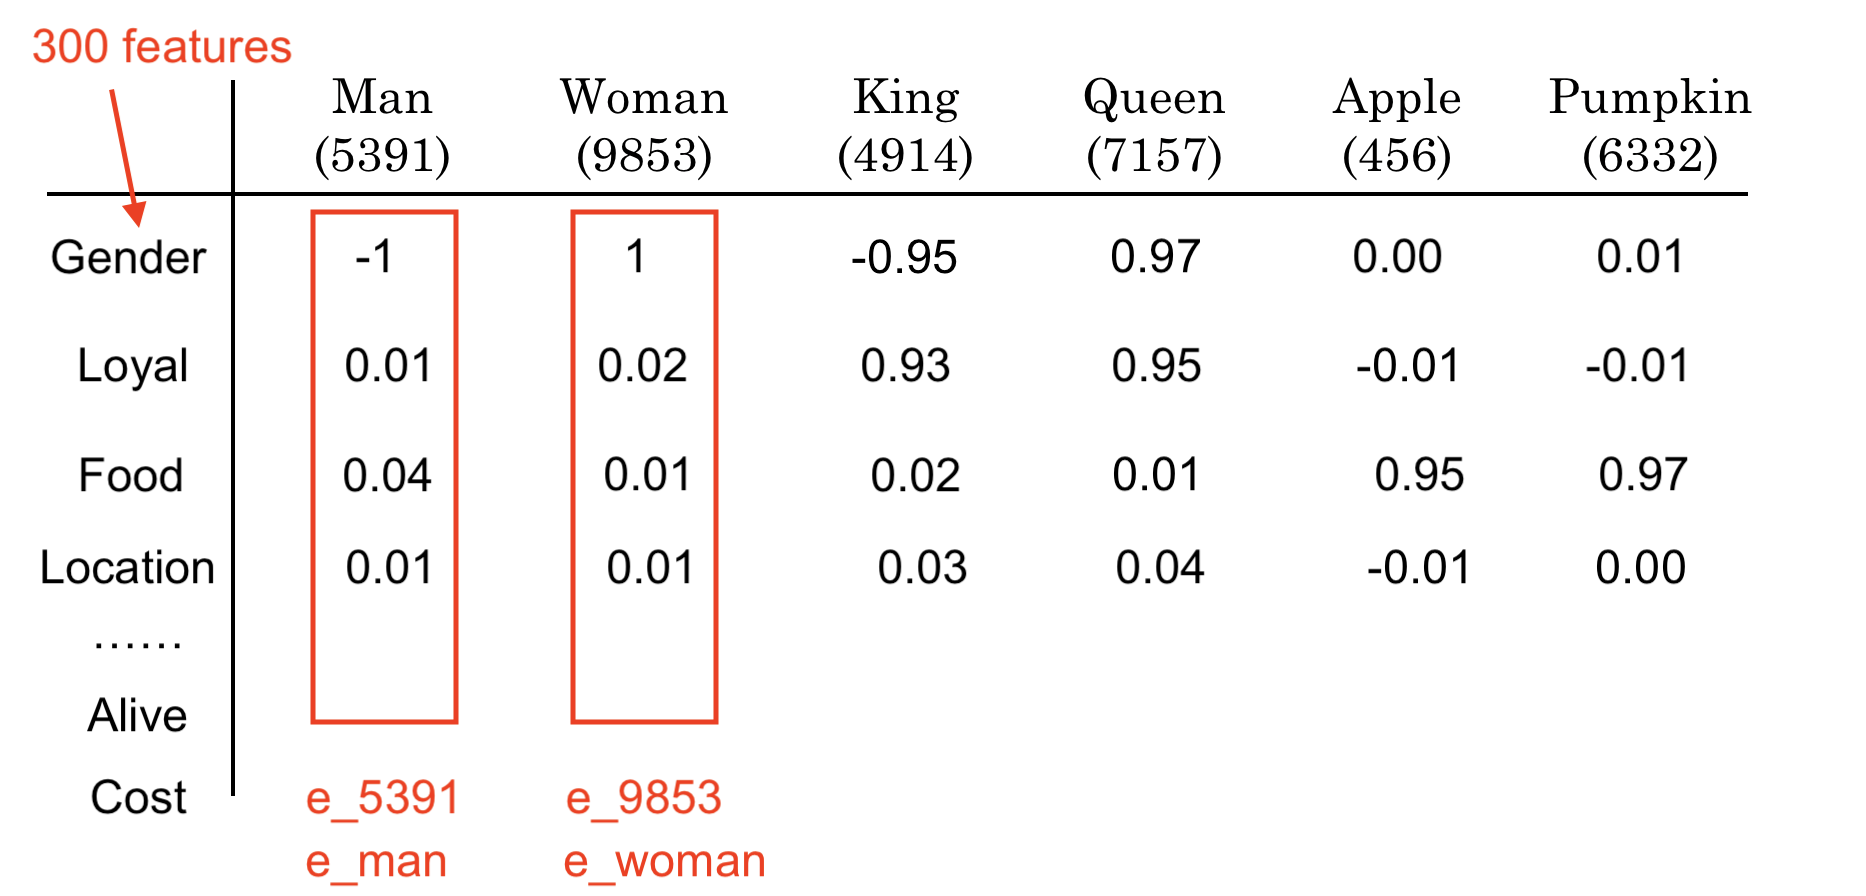 300 features
Man Woman King Queen Apple Pumpkin
(5391) (9853) (4914) (7157) (456) (6332)
Gender -1 1 -0.95 0.97 0.00 0.01
Loyal 0.01 0.02 0.93 0.95 -0.01 -0.01
Food 0.04 0.01 0.02 0.01 0.95 0.97
Location 0.01 0.01 0.03 0.04 -0.01 0.00
......
Alive
Cost e_5391 e_9853
e_man e_woman